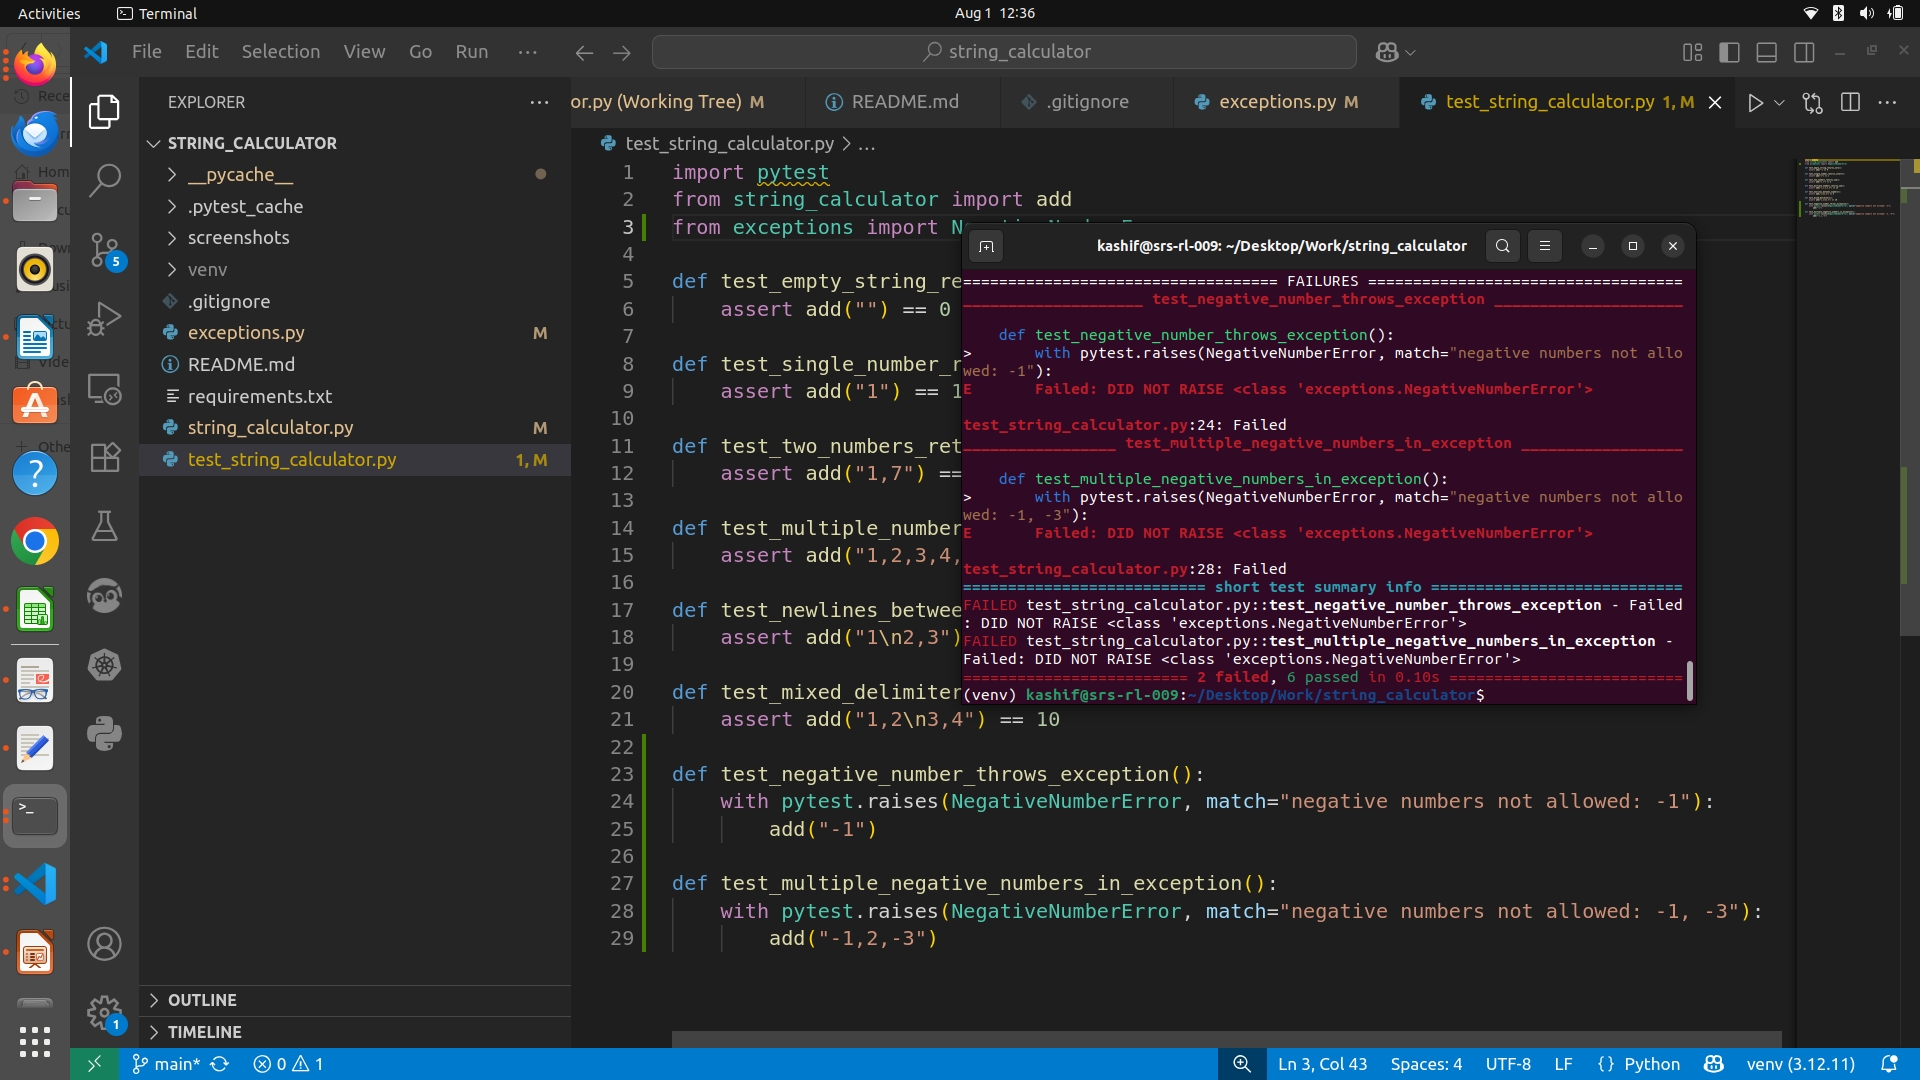 Activities
Terminal
Aug 1 12:36
File Edit Selection View Go Run ···
string_calculator
EXPLORER
STRING_CALCULATOR
__pycache__
.pytest_cache
screenshots
venv
.gitignore
exceptions.py M
README.md
requirements.txt
string_calculator.py M
test_string_calculator.py 1, M
OUTLINE
TIMELINE
5
1
or.py (Working Tree) M
README.md
.gitignore
exceptions.py M
test_string_calculator.py 1, M
test_string_calculator.py > ...
1 import pytest
2 from string_calculator import add
3 from exceptions import
4
5 def test_empty_string_re
6 assert add("") == 0
7
8 def test_single_number_r
9 assert add("1") == 1
10
11 def test_two_numbers_ret
12 assert add("1,7") ==
13
14 def test_multiple_number
15 assert add("1,2,3,4,
16
17 def test_newlines_betwee
18 assert add("1\n2,3")
19
20 def test_mixed_delimiter
21 assert add("1,2\n3,4") == 10
22
23 def test_negative_number_throws_exception():
24 with pytest.raises(NegativeNumberError, match="negative numbers not allowed: -1"):
25 add("-1")
26
27 def test_multiple_negative_numbers_in_exception():
28 with pytest.raises(NegativeNumberError, match="negative numbers not allowed: -1, -3"):
29 add("-1,2,-3")
kashif@srs-rl-009: ~/Desktop/Work/string_calculator
=================================== FAILURES ===================================
____________________ test_negative_number_throws_exception _____________________
def test_negative_number_throws_exception():
> with pytest.raises(NegativeNumberError, match="negative numbers not allo
wed: -1"):
E Failed: DID NOT RAISE <class 'exceptions.NegativeNumberError'>
test_string_calculator.py:24: Failed
_________________ test_multiple_negative_numbers_in_exception __________________
def test_multiple_negative_numbers_in_exception():
> with pytest.raises(NegativeNumberError, match="negative numbers not allo
wed: -1, -3"):
E Failed: DID NOT RAISE <class 'exceptions.NegativeNumberError'>
test_string_calculator.py:28: Failed
=========================== short test summary info ============================
FAILED test_string_calculator.py::test_negative_number_throws_exception - Failed
: DID NOT RAISE <class 'exceptions.NegativeNumberError'>
FAILED test_string_calculator.py::test_multiple_negative_numbers_in_exception -
Failed: DID NOT RAISE <class 'exceptions.NegativeNumberError'>
========================= 2 failed, 6 passed in 0.10s ==========================
(venv) kashif@srs-rl-009:~/Desktop/Work/string_calculator$
main* 0 1
Ln 3, Col 43 Spaces: 4 UTF-8 LF {} Python venv (3.12.11)